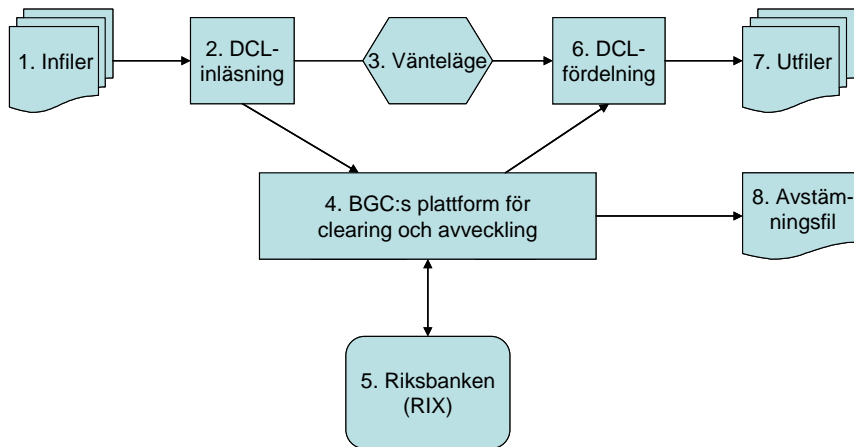 1. Infiler
2. DCL-
inläsning
3. Vänteläge
6. DCL-
fördelning
7. Utfiler
4. BGC:s plattform för
clearing och avveckling
8. Avstäm-
ningsfil
5. Riksbanken
(RIX)